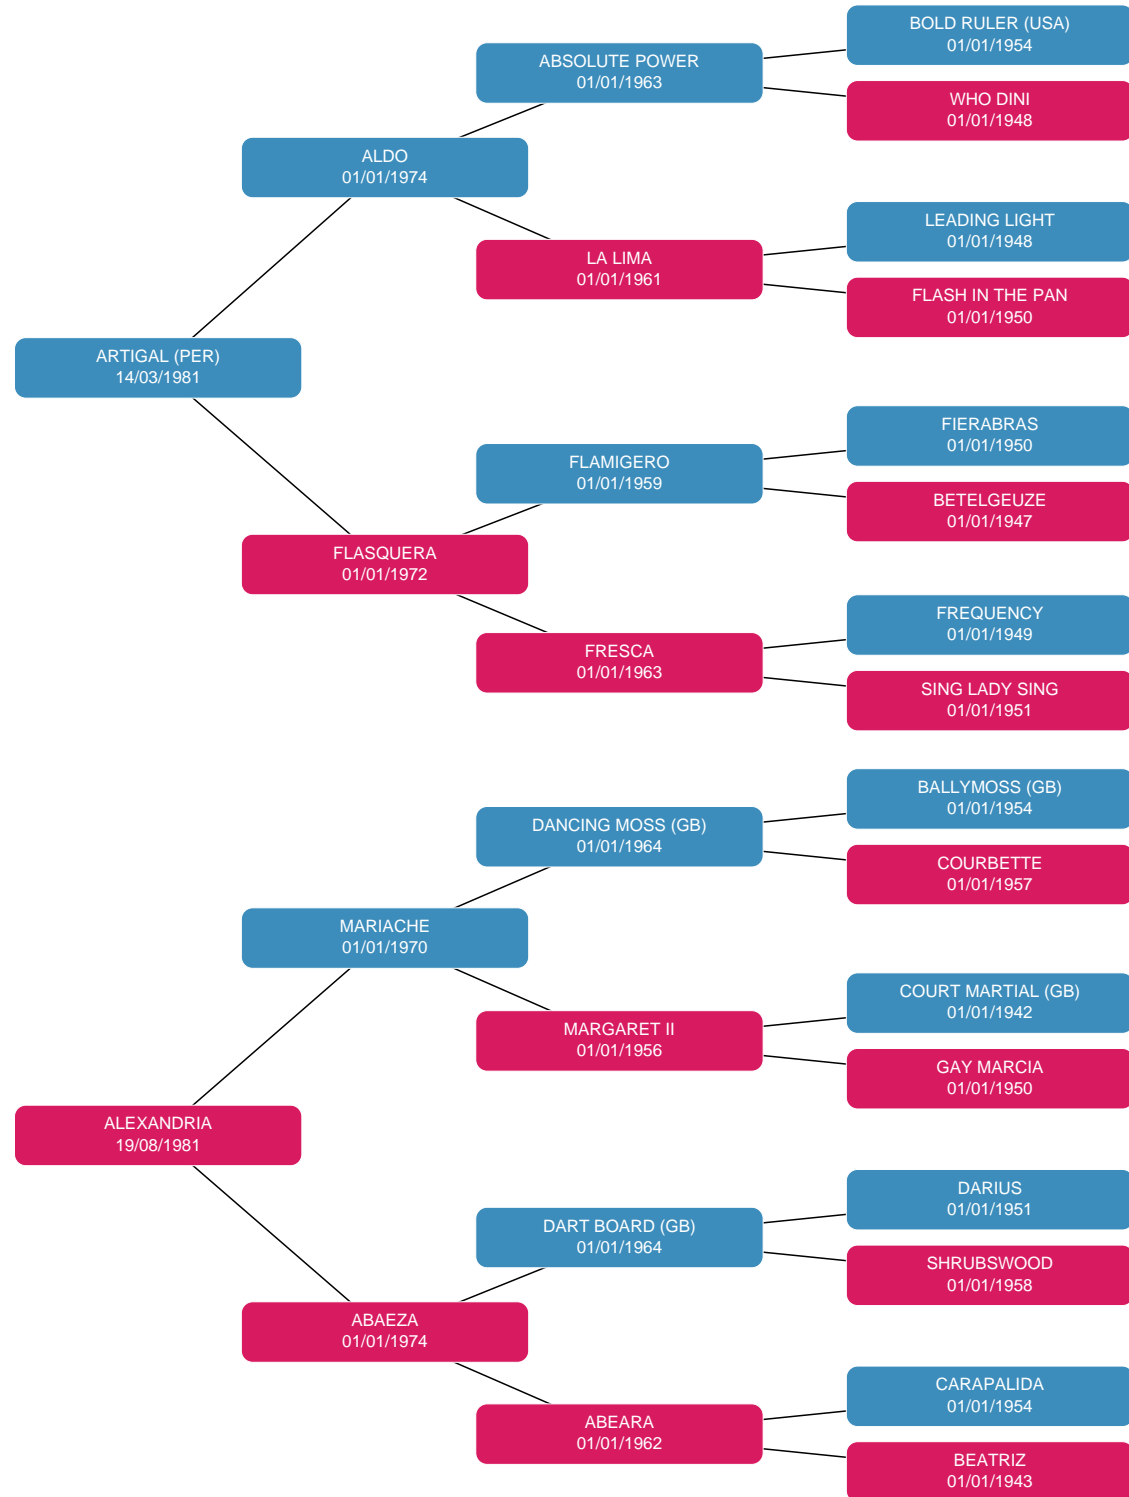 BOLD RULER (USA)
01/01/1954
ABSOLUTE POWER
01/01/1963
WHO DINI
01/01/1948
ALDO
01/01/1974
LEADING LIGHT
01/01/1948
LA LIMA
01/01/1961
FLASH IN THE PAN
01/01/1950
ARTIGAL (PER)
14/03/1981
FIERABRAS
01/01/1950
FLAMIGERO
01/01/1959
BETELGEUZE
01/01/1947
FLASQUERA
01/01/1972
FREQUENCY
01/01/1949
FRESCA
01/01/1963
SING LADY SING
01/01/1951
BALLYMOSS (GB)
01/01/1954
DANCING MOSS (GB)
01/01/1964
COURBETTE
01/01/1957
MARIACHE
01/01/1970
COURT MARTIAL (GB)
01/01/1942
MARGARET II
01/01/1956
GAY MARCIA
01/01/1950
ALEXANDRIA
19/08/1981
DARIUS
01/01/1951
DART BOARD (GB)
01/01/1964
SHRUBSWOOD
01/01/1958
ABAEZA
01/01/1974
CARAPALIDA
01/01/1954
ABEARA
01/01/1962
BEATRIZ
01/01/1943